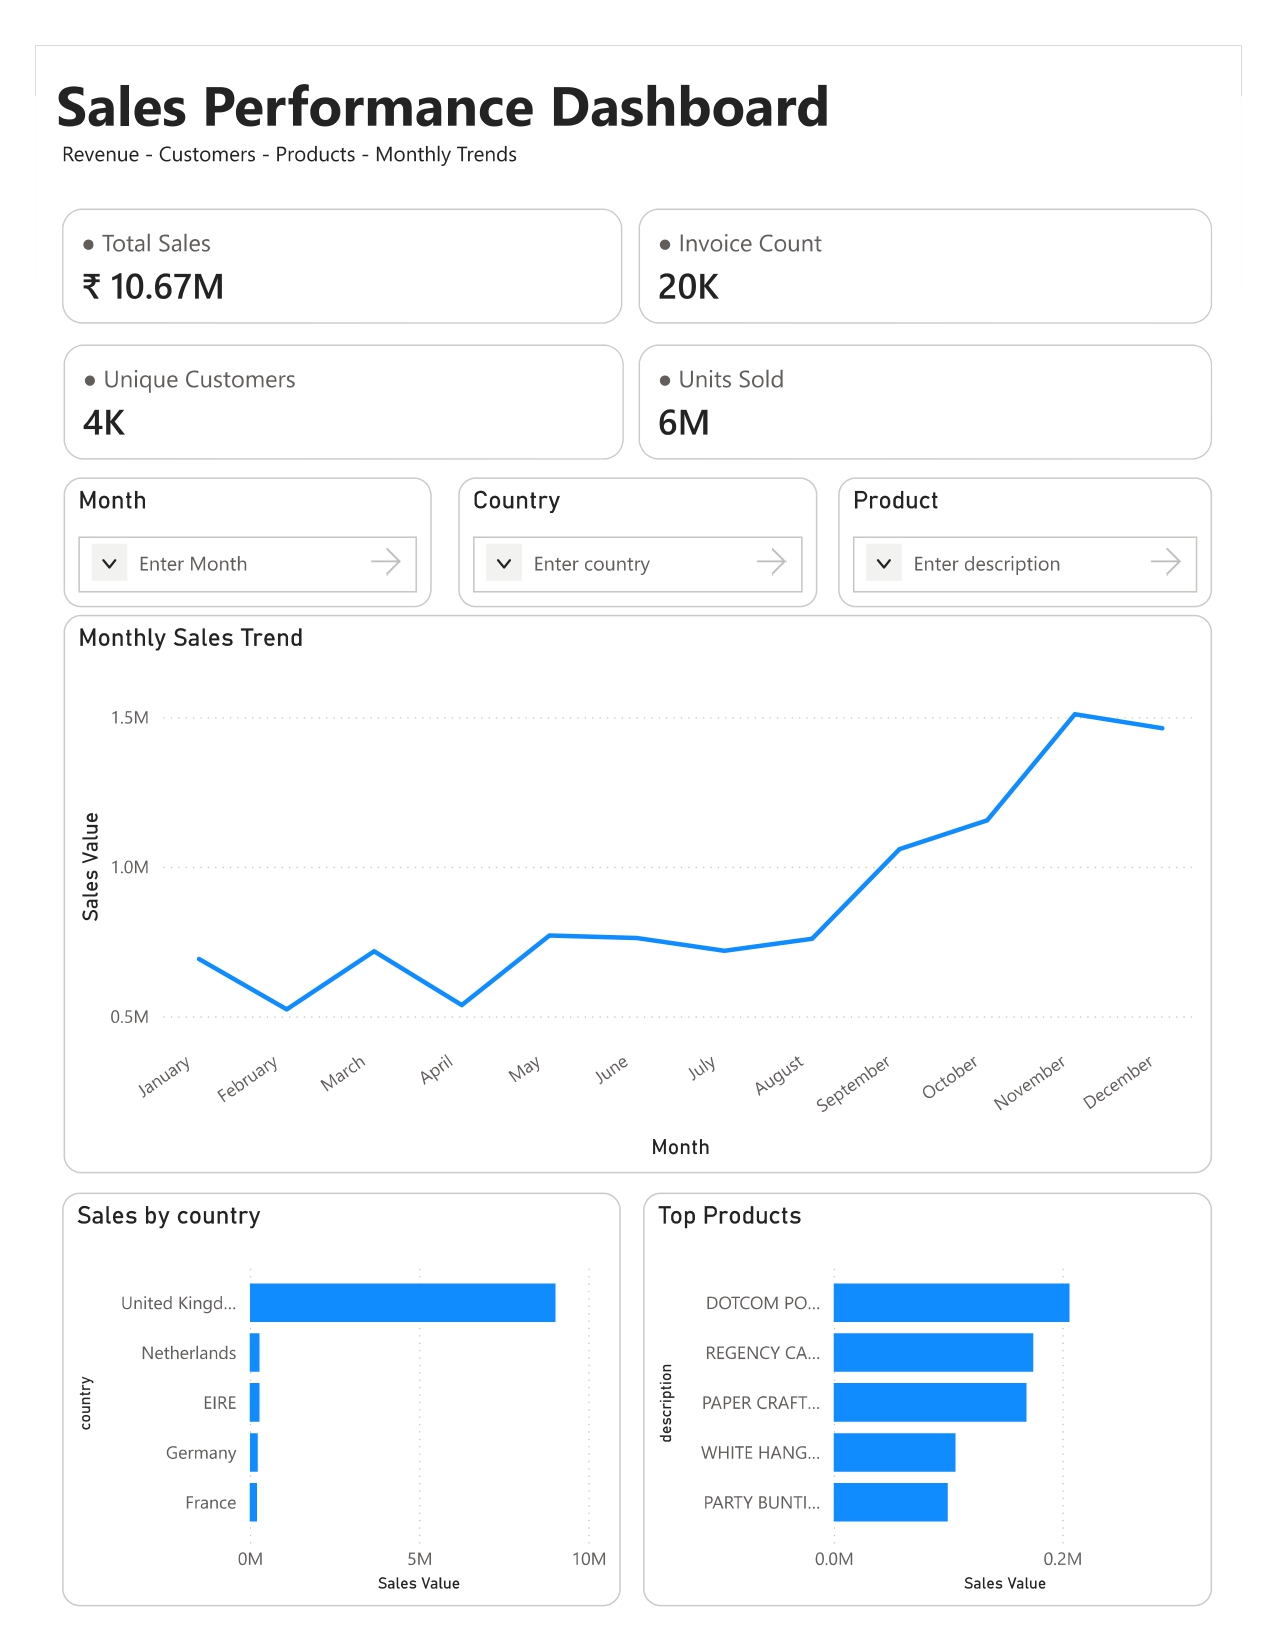 Sales Performance Dashboard
Revenue - Customers - Products - Monthly Trends
● Total Sales
₹ 10.67M
● Invoice Count
20K
● Unique Customers
4K
● Units Sold
6M
Month
Enter Month
Country
Enter country
Product
Enter description
Monthly Sales Trend
Sales Value
1.5M
1.0M
0.5M
January
February
March
April
May
June
July
August
September
October
November
December
Month
Sales by country
country
United Kingd...
Netherlands
EIRE
Germany
France
0M
5M
10M
Sales Value
Top Products
description
DOTCOM PO...
REGENCY CA...
PAPER CRAFT...
WHITE HANG...
PARTY BUNTI...
0.0M
0.2M
Sales Value